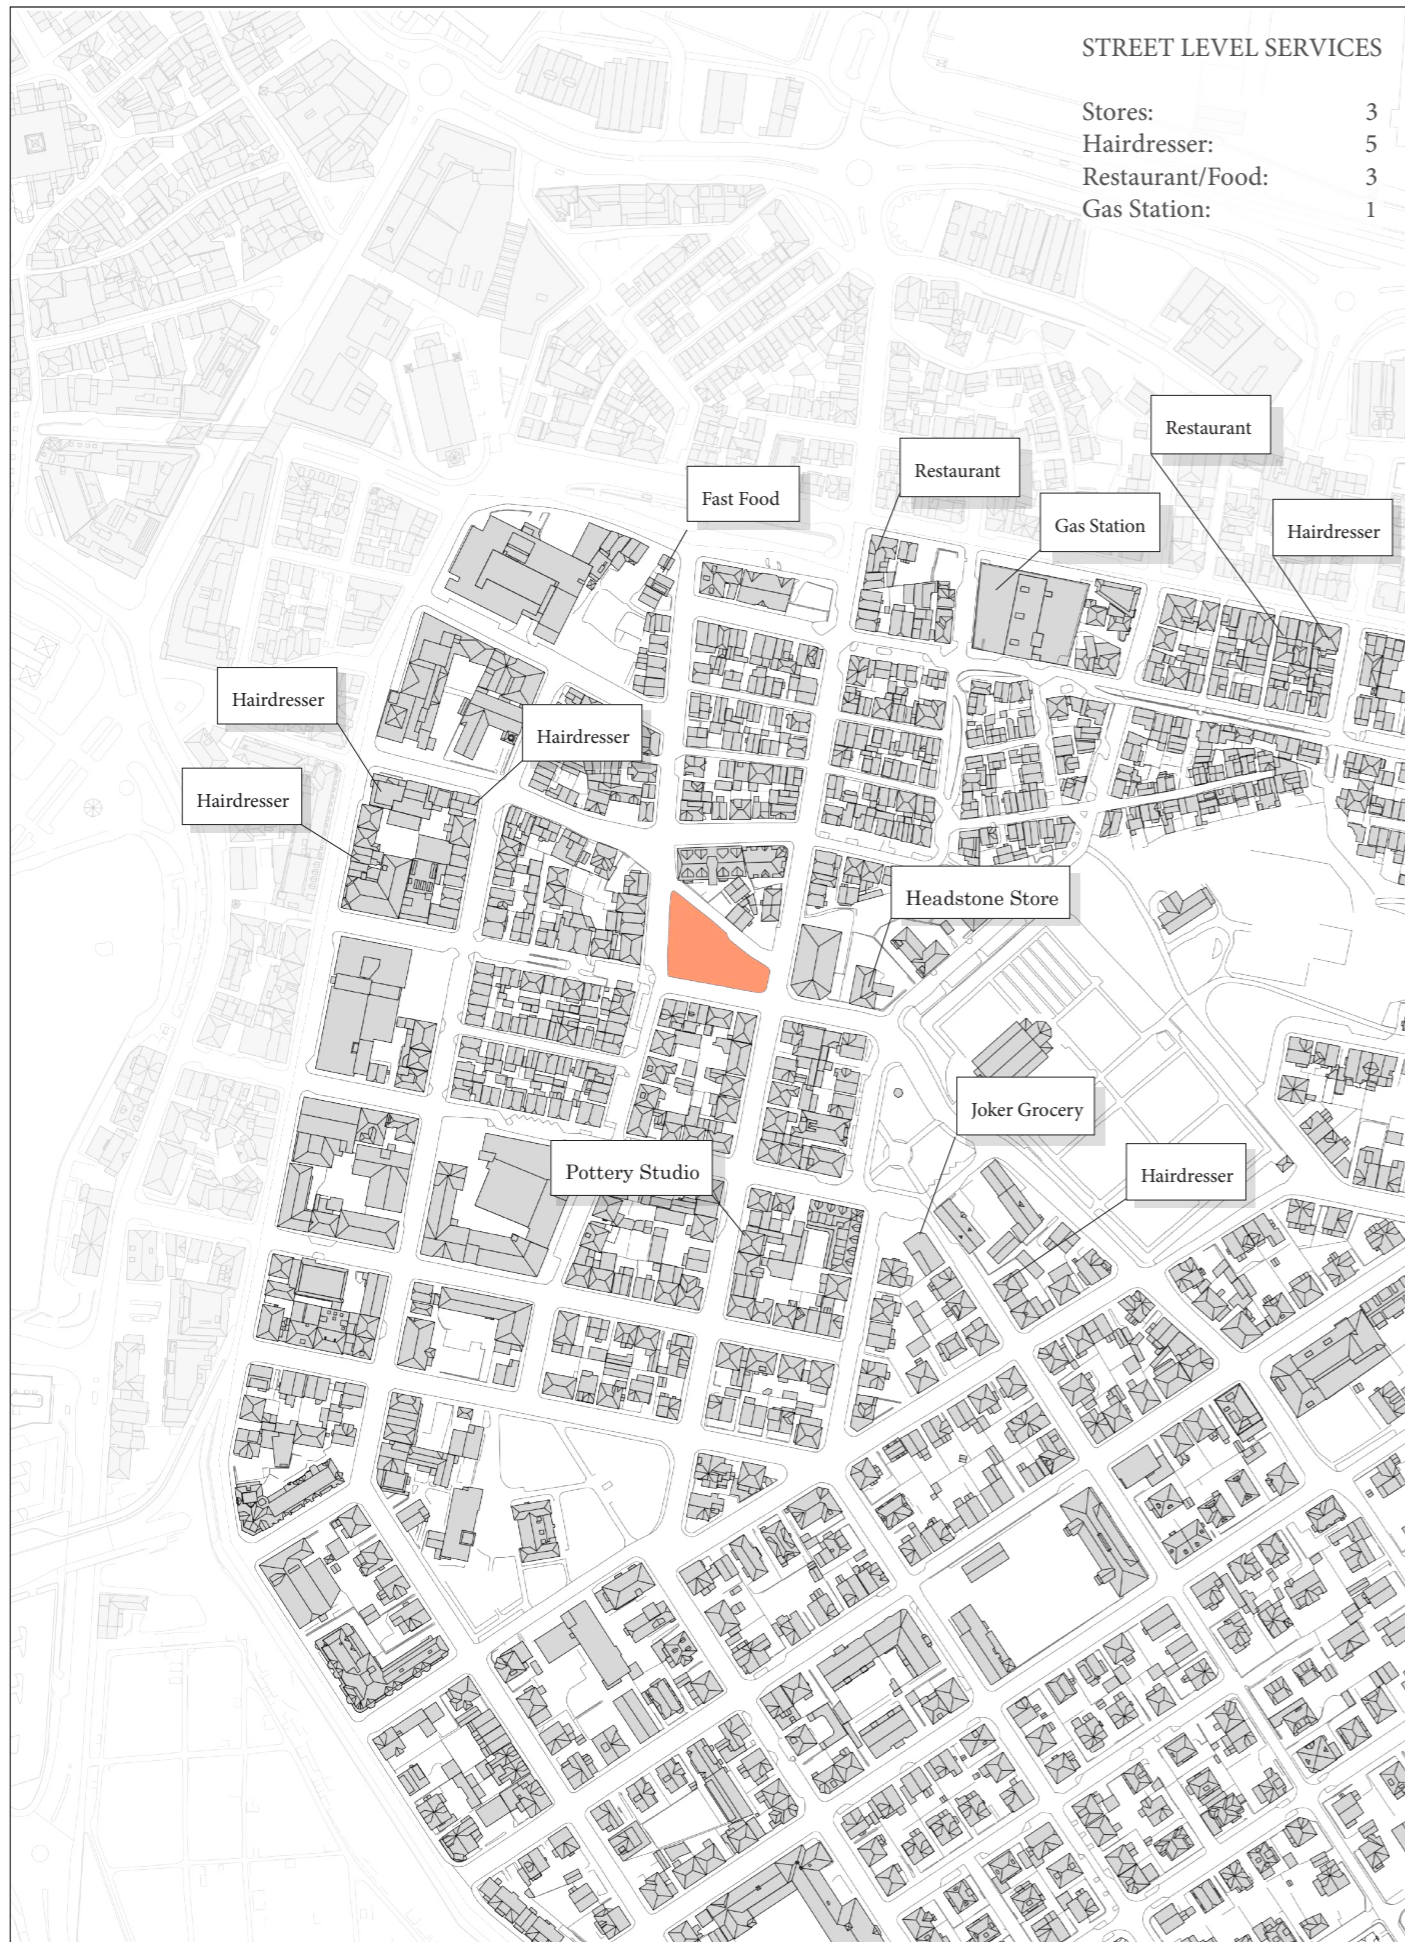 STREET LEVEL SERVICES
Stores: 3
Hairdresser: 5
Restaurant/Food: 3
Gas Station: 1
Restaurant
Restaurant
Fast Food
Gas Station
Hairdresser
Hairdresser
Hairdresser
Hairdresser
Headstone Store
Joker Grocery
Pottery Studio
Hairdresser